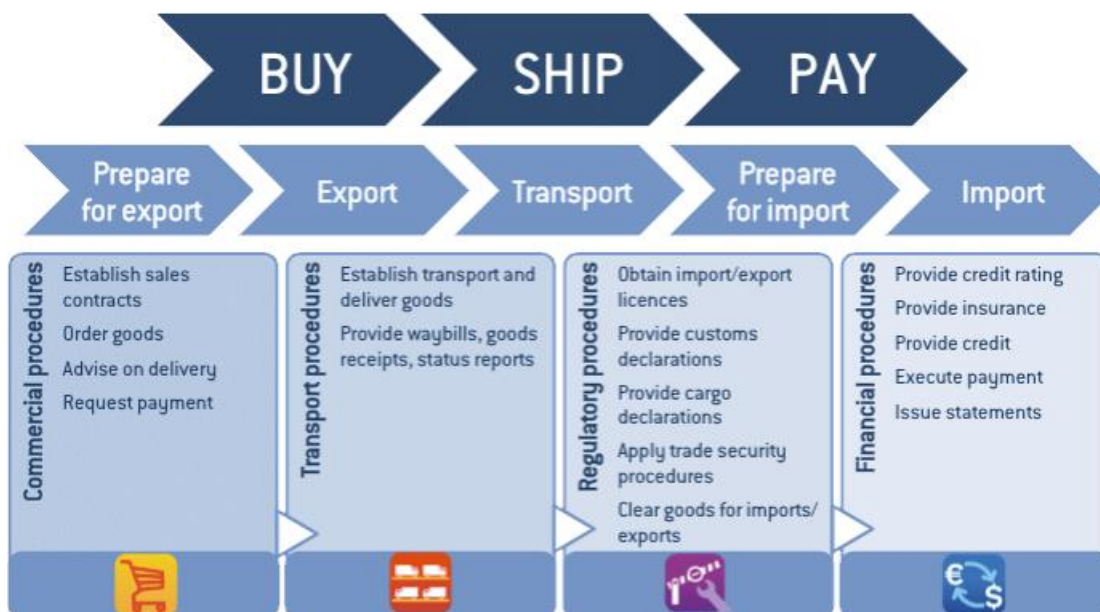 BUY
SHIP
PAY
Prepare
for export
Export
Transport
Prepare
for import
Import
Commercial procedures
Establish sales
contracts
Order goods
Advise on delivery
Request payment
Transport procedures
Establish transport and
deliver goods
Provide waybills, goods
receipts, status reports
Regulatory procedures
Obtain import/export
licences
Provide customs
declarations
Provide cargo
declarations
Apply trade security
procedures
Clear goods for imports/
exports
Financial procedures
Provide credit rating
Provide insurance
Provide credit
Execute payment
Issue statements
€
$